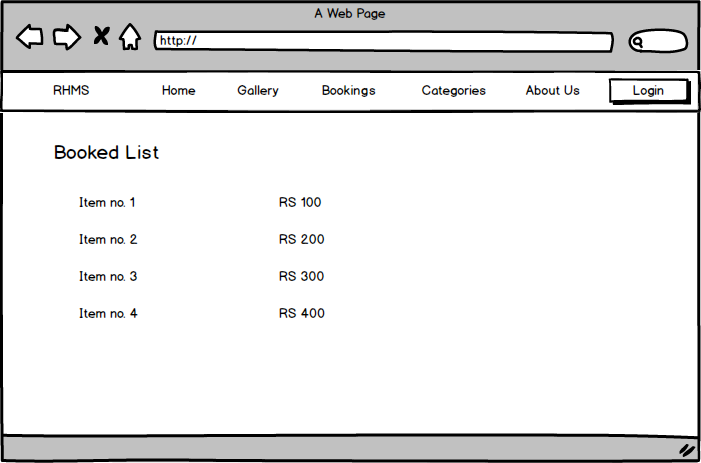 A Web Page
http://
RHMS Home Gallery Bookings Categories About Us Login
Booked List
Item no. 1 RS 100
Item no. 2 RS 200
Item no. 3 RS 300
Item no. 4 RS 400